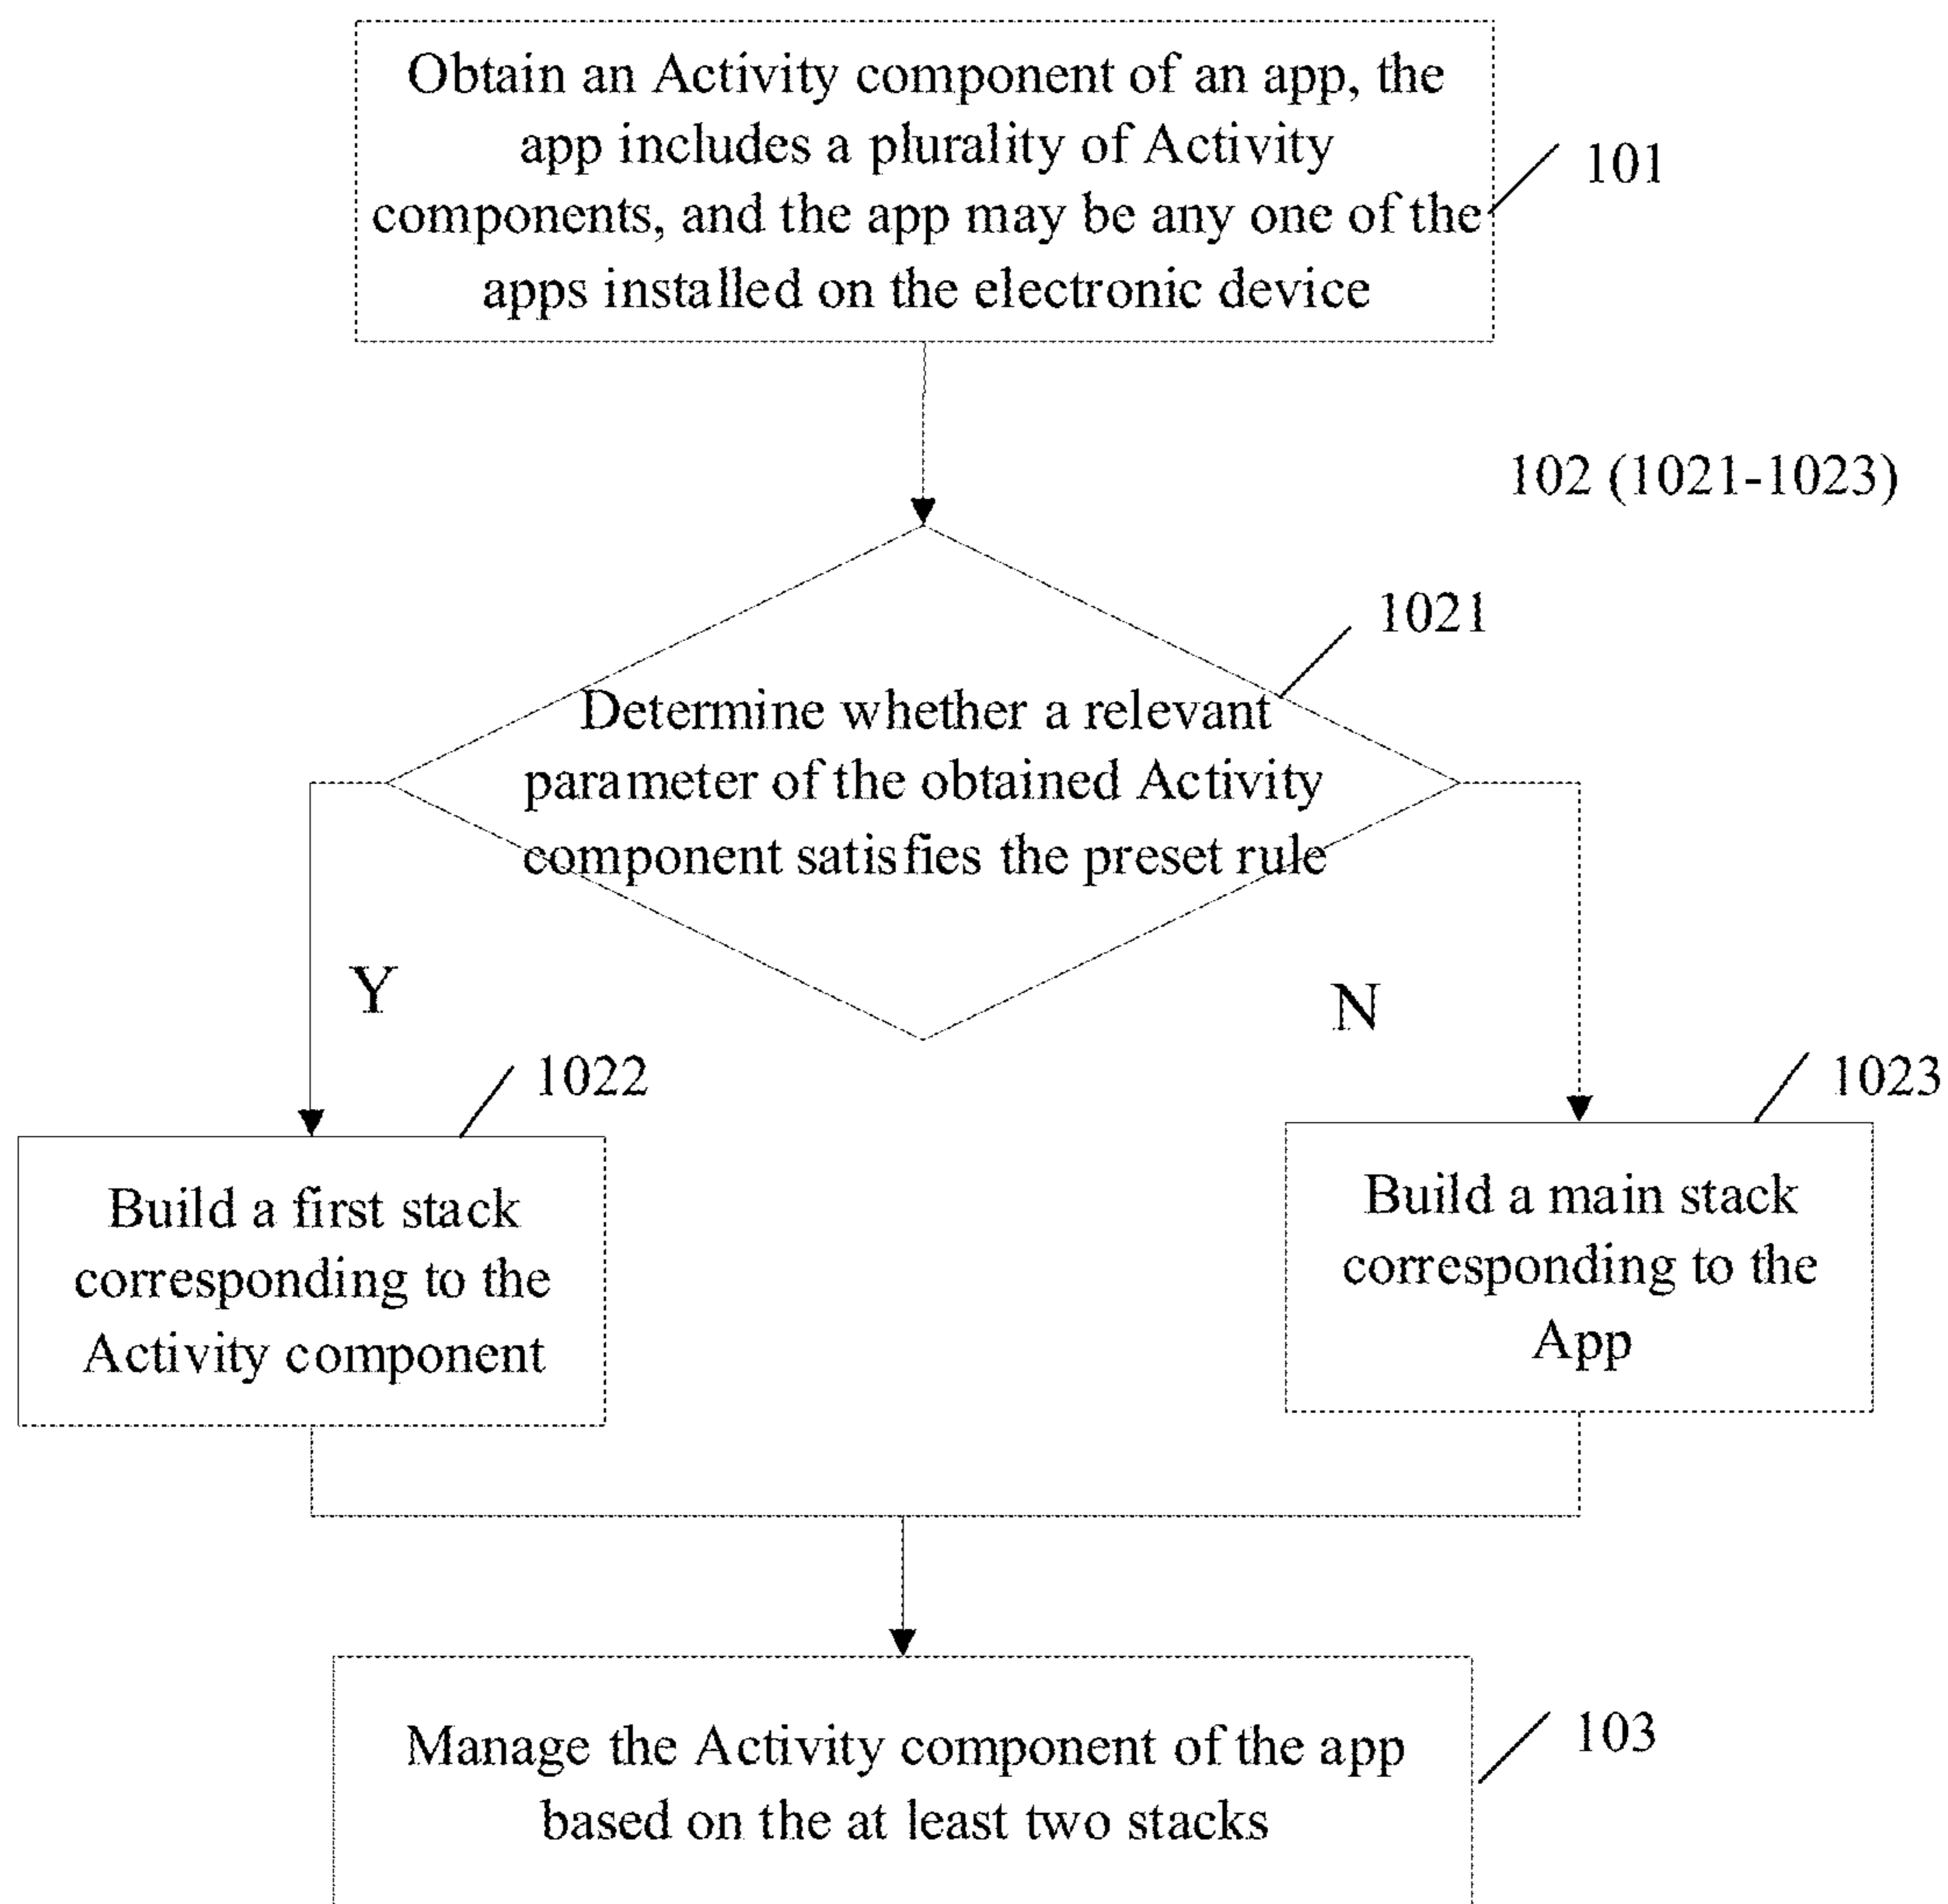 Obtain an Activity component of an app, the
app includes a plurality of Activity
components, and the app may be any one of the
apps installed on the electronic device
101
102 (1021-1023)
1021
Determine whether a relevant
parameter of the obtained Activity
component satisfies the preset rule
Y
N
1022
1023
Build a first stack
corresponding to the
Activity component
Build a main stack
corresponding to the
App
103
Manage the Activity component of the app
based on the at least two stacks